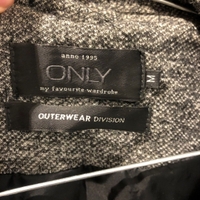 anno 1995
ONLY
my favourite wardrobe
M
OUTERWEAR DIVISION